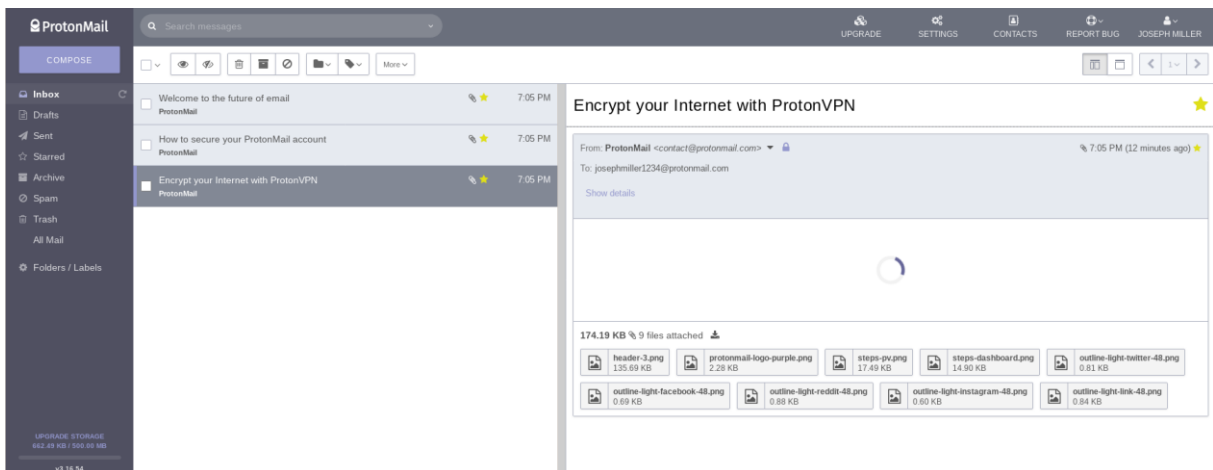 ProtonMail
Search messages
UPGRADE
SETTINGS
CONTACTS
REPORT BUG
JOSEPH MILLER
COMPOSE
More
1
Inbox
Drafts
Sent
Starred
Archive
Spam
Trash
All Mail
Folders / Labels
UPGRADE STORAGE
662.49 KB / 500.00 MB
v3.16.54
Welcome to the future of email
7:05 PM
ProtonMail
How to secure your ProtonMail account
7:05 PM
ProtonMail
Encrypt your Internet with ProtonVPN
7:05 PM
ProtonMail
Encrypt your Internet with ProtonVPN
From: ProtonMail <contact@protonmail.com>
7:05 PM (12 minutes ago)
To: josephmiller1234@protonmail.com
Show details
174.19 KB 9 files attached
header-3.png
135.69 KB
protonmail-logo-purple.png
2.28 KB
steps-pv.png
17.49 KB
steps-dashboard.png
14.90 KB
outline-light-twitter-48.png
0.81 KB
outline-light-facebook-48.png
0.69 KB
outline-light-reddit-48.png
0.88 KB
outline-light-instagram-48.png
0.60 KB
outline-light-link-48.png
0.84 KB